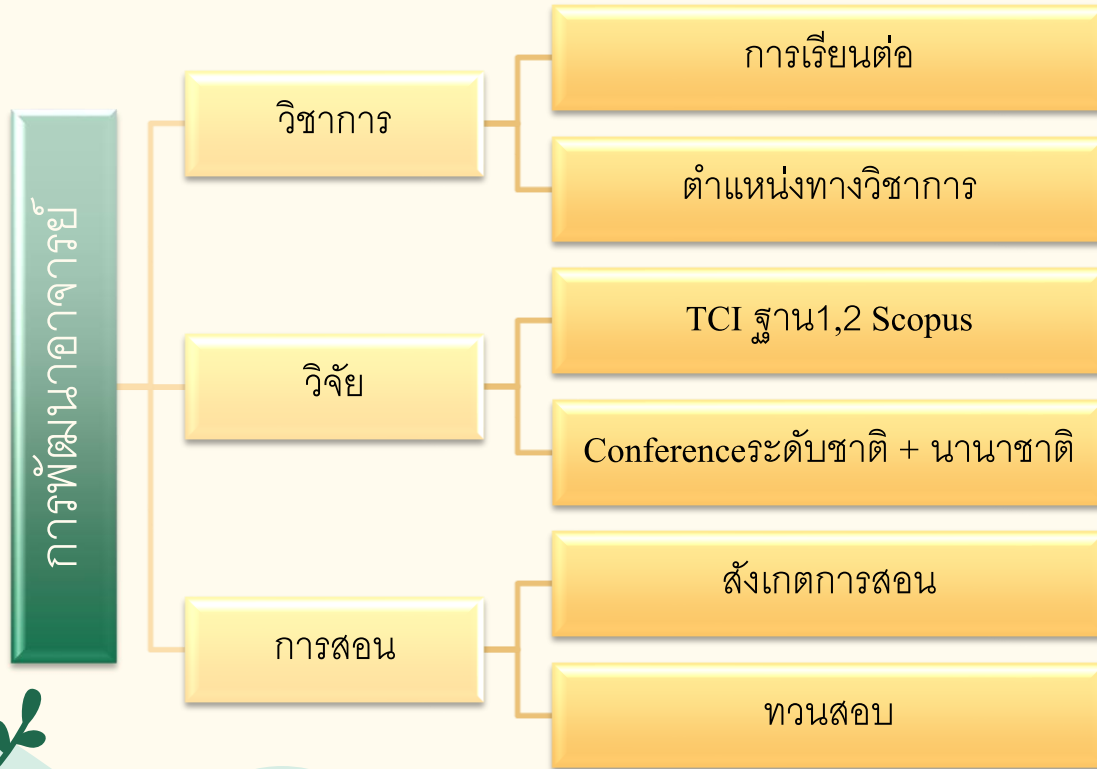 การพัฒนาอาจารย์
วิชาการ
การเรียนต่อ
ตำแหน่งทางวิชาการ
วิจัย
TCI ฐาน1,2 Scopus
Conferenceระดับชาติ + นานาชาติ
การสอน
สังเกตการสอน
ทวนสอบ